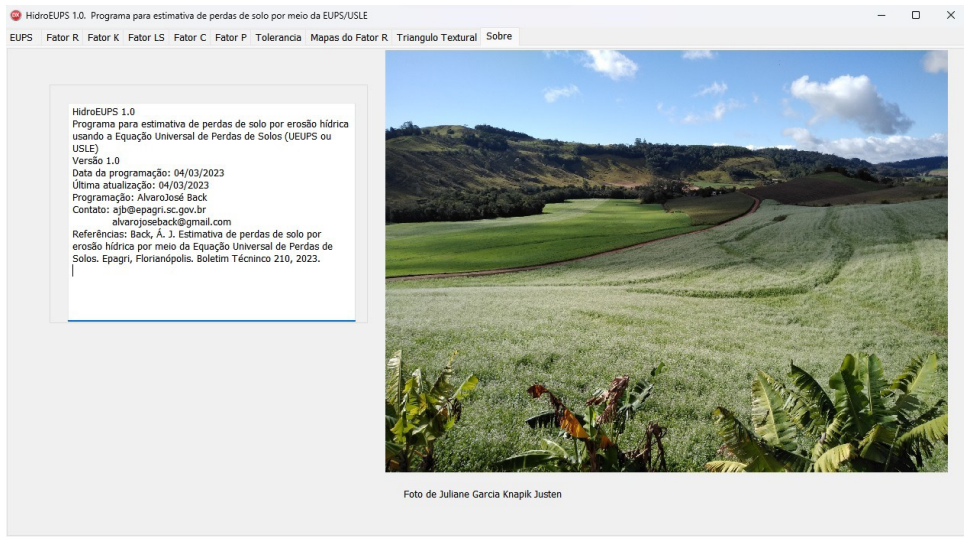 HidroEUPS 1.0. Programa para estimativa de perdas de solo por meio da EUPS/USLE
EUPS Fator R Fator K Fator LS Fator C Fator P Tolerancia Mapas do Fator R Triangulo Textural Sobre
HidroEUPS 1.0
Programa para estimativa de perdas de solo por erosão hídrica
usando a Equação Universal de Perdas de Solos (UEUPS ou
USLE)
Versão 1.0
Data da programação: 04/03/2023
Última atualização: 04/03/2023
Programação: AlvaroJosé Back
Contato: ajb@epagri.sc.gov.br
alvarojoseback@gmail.com
Referências: Back, Á. J. Estimativa de perdas de solo por
erosão hídrica por meio da Equação Universal de Perdas de
Solos. Epagri, Florianópolis. Boletim Técninco 210, 2023.
Foto de Juliane Garcia Knapik Justen